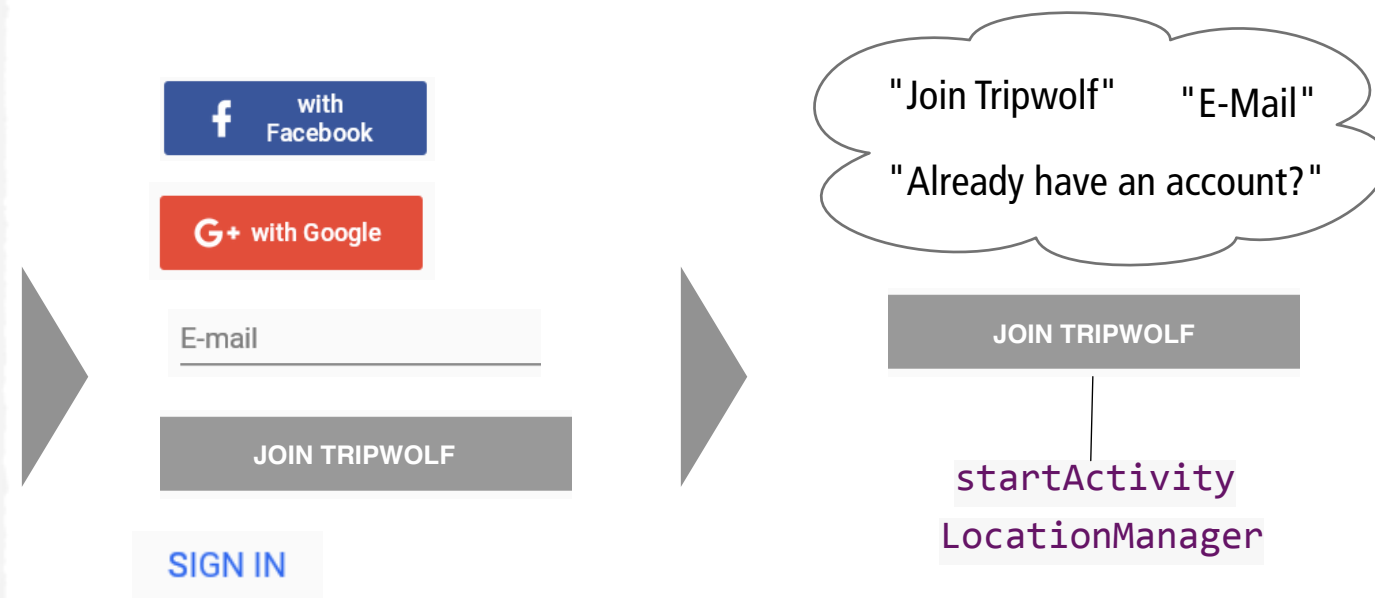 f with
Facebook
G+ with Google
E-mail
JOIN TRIPWOLF
SIGN IN
"Join Tripwolf" "E-Mail"
"Already have an account?"
JOIN TRIPWOLF
startActivity
LocationManager